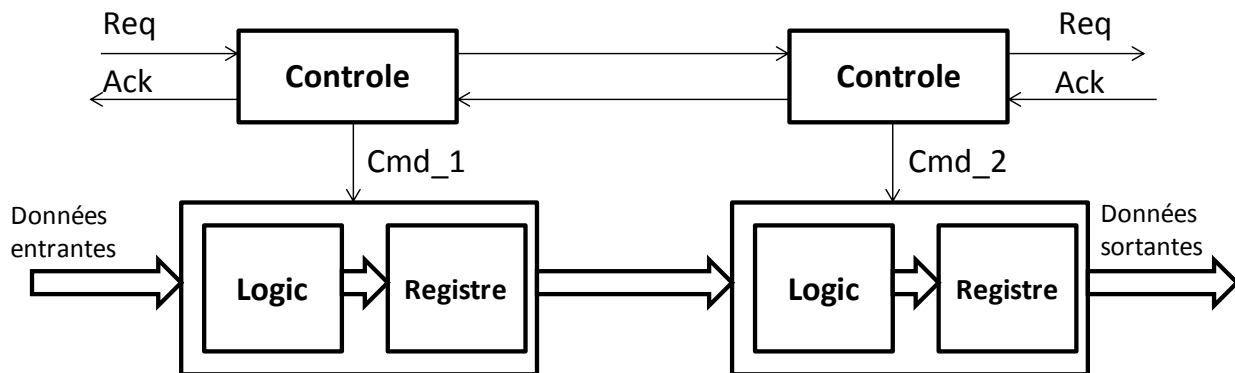 Req
Ack
Controle
Controle
Req
Ack
Cmd_1
Cmd_2
Données
entrantes
Logic
Registre
Logic
Registre
Données
sortantes